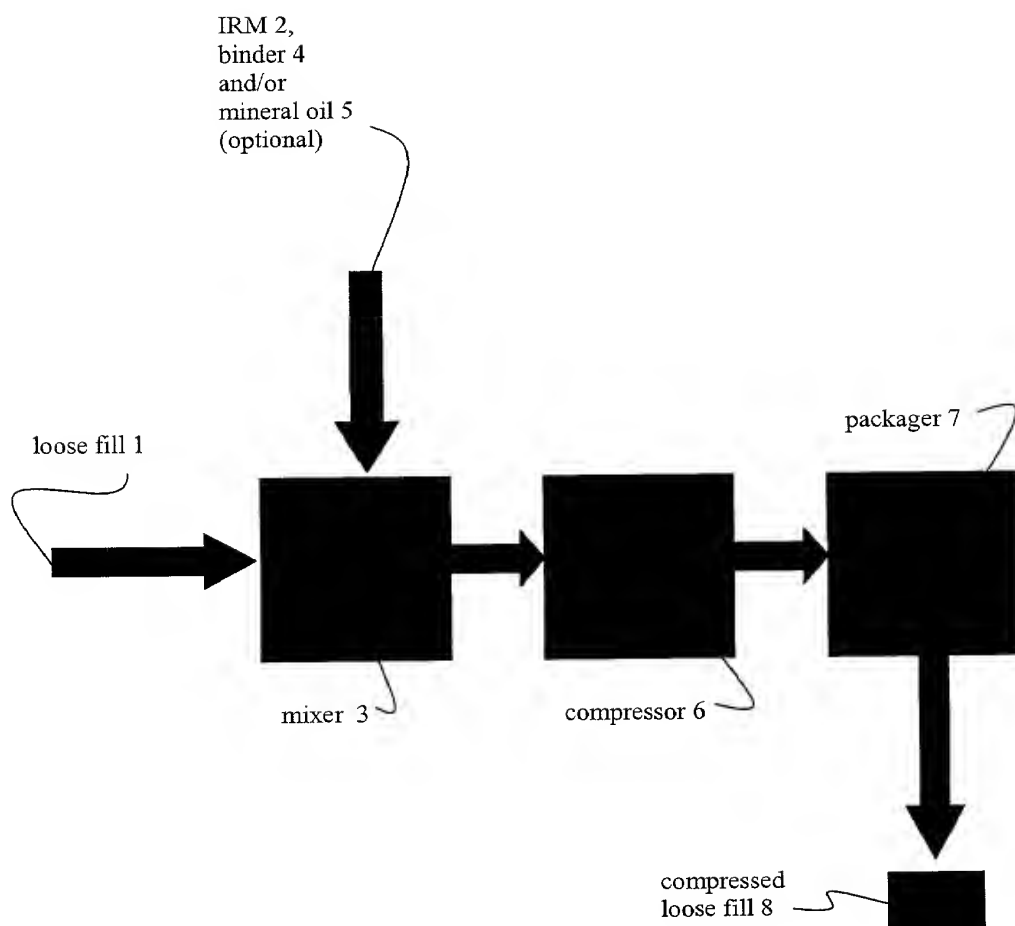 IRM 2,
binder 4
and/or
mineral oil 5
(optional)
packager 7
loose fill 1
mixer 3
compressor 6
compressed
loose fill 8